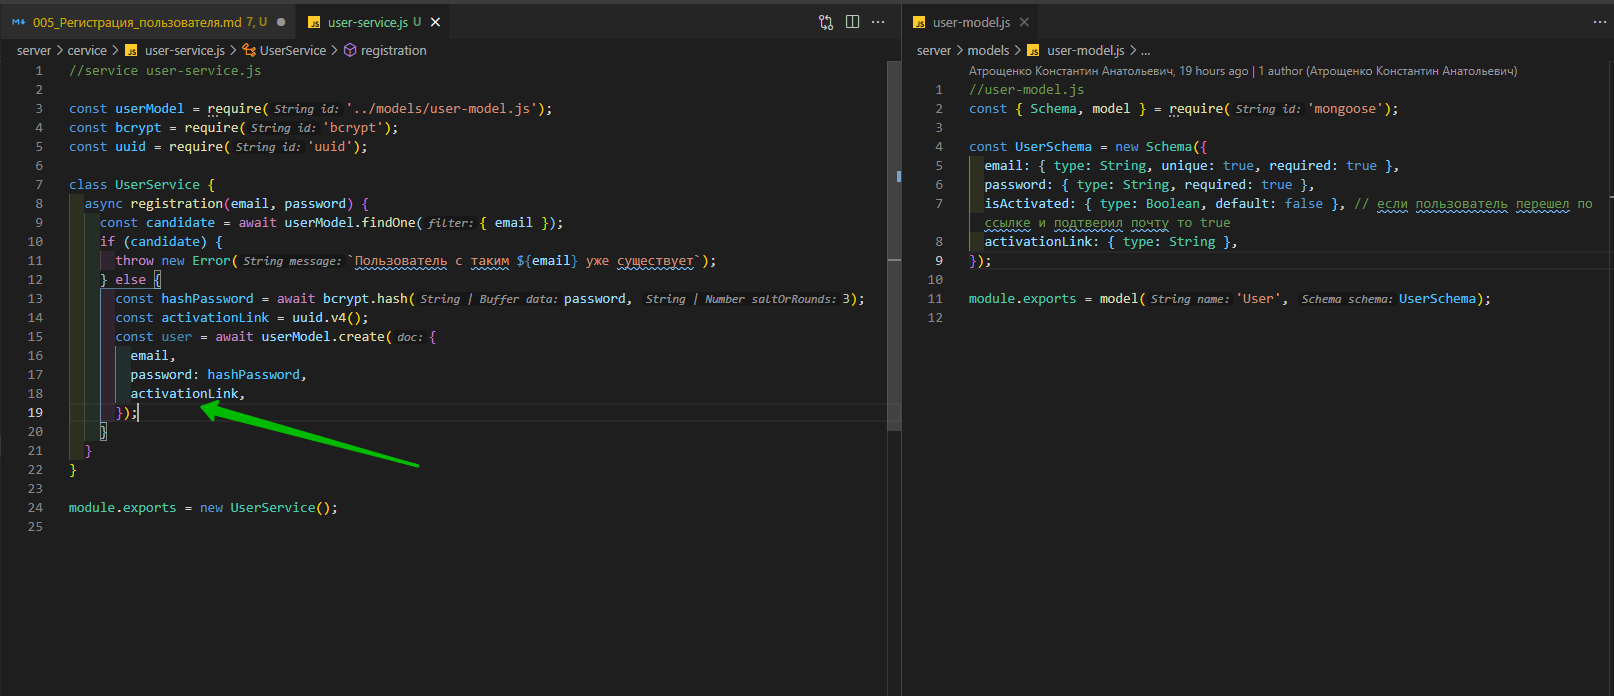 005_Регистрация_пользователя.md 7, U
user-service.js U
server > cervice > user-service.js > UserService > registration
1 //service user-service.js
2
3 const userModel = require( String id: '../models/user-model.js');
4 const bcrypt = require( String id: 'bcrypt');
5 const uuid = require( String id: 'uuid');
6
7 class UserService {
8 async registration(email, password) {
9 const candidate = await userModel.findOne( filter: { email });
10 if (candidate) {
11 throw new Error( String message: `Пользователь с таким ${email} уже существует`);
12 } else {
13 const hashPassword = await bcrypt.hash( String | Buffer data: password, String | Number saltOrRounds: 3);
14 const activationLink = uuid.v4();
15 const user = await userModel.create( doc: {
16 email,
17 password: hashPassword,
18 activationLink,
19 });
20 }
21 }
22 }
23
24 module.exports = new UserService();
25
user-model.js
server > models > user-model.js > ...
Атрощенко Константин Анатольевич, 19 hours ago | 1 author (Атрощенко Константин Анатольевич)
1 //user-model.js
2 const { Schema, model } = require( String id: 'mongoose');
3
4 const UserSchema = new Schema({
5 email: { type: String, unique: true, required: true },
6 password: { type: String, required: true },
7 isActivated: { type: Boolean, default: false }, // если пользователь перешел по
ссылке и подтверил почту то true
8 activationLink: { type: String },
9 });
10
11 module.exports = model( String name: 'User', Schema schema: UserSchema);
12